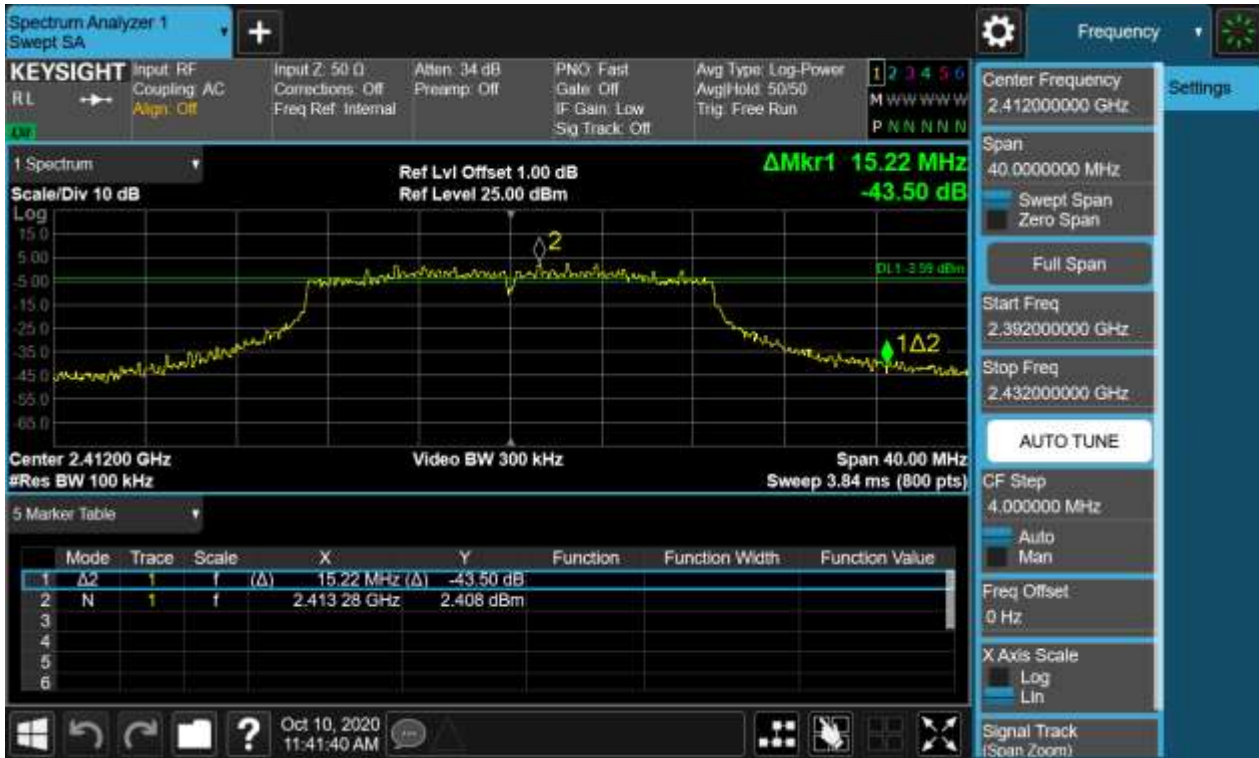 Spectrum Analyzer 1
Swept SA
+
Frequency
KEYSIGHT
RL
Input: RF
Coupling: AC
Align: Off
Input Z: 50 Ω
Corrections: Off
Freq Ref: Internal
Atten: 34 dB
Preamp: Off
PNO: Fast
Gate: Off
IF Gain: Low
Sig Track: Off
Avg Type: Log-Power
Avg|Hold: 50/50
Trig: Free Run
1 2 3 4 5 6
M W W W W W
P N N N N N
Center Frequency
2.412000000 GHz
Settings
Span
40.0000000 MHz
Swept Span
Zero Span
Full Span
Start Freq
2.392000000 GHz
Stop Freq
2.432000000 GHz
AUTO TUNE
CF Step
4.000000 MHz
Auto
Man
Freq Offset
0 Hz
X Axis Scale
Log
Lin
Signal Track
(Span Zoom)
1 Spectrum
Scale/Div 10 dB
Ref Lvl Offset 1.00 dB
Ref Level 25.00 dBm
ΔMkr1 15.22 MHz
-43.50 dB
Log
15.0
5.00
-5.00
-15.0
-25.0
-35.0
-45.0
-55.0
-65.0
2
DL1 -3.59 dBm
1Δ2
Center 2.41200 GHz
#Res BW 100 kHz
Video BW 300 kHz
Span 40.00 MHz
Sweep 3.84 ms (800 pts)
5 Marker Table
Mode Trace Scale X Y Function Function Width Function Value
1 Δ2 1 f (Δ) 15.22 MHz (Δ) -43.50 dB
2 N 1 f 2.413 28 GHz 2.408 dBm
3
4
5
6
?
Oct 10, 2020
11:41:40 AM